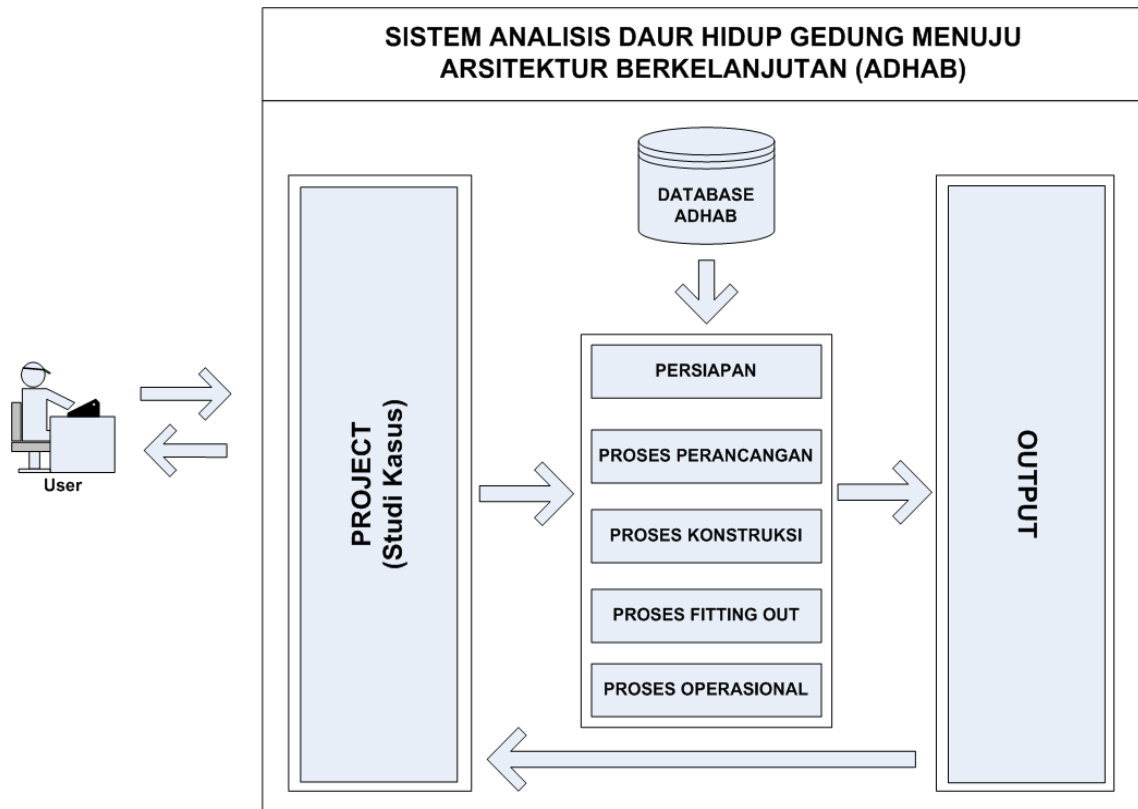 SISTEM ANALISIS DAUR HIDUP GEDUNG MENUJU
ARSITEKTUR BERKELANJUTAN (ADHAB)
DATABASE
ADHAB
User
PROJECT
(Studi Kasus)
PERSIAPAN
PROSES PERANCANGAN
PROSES KONSTRUKSI
PROSES FITTING OUT
PROSES OPERASIONAL
OUTPUT